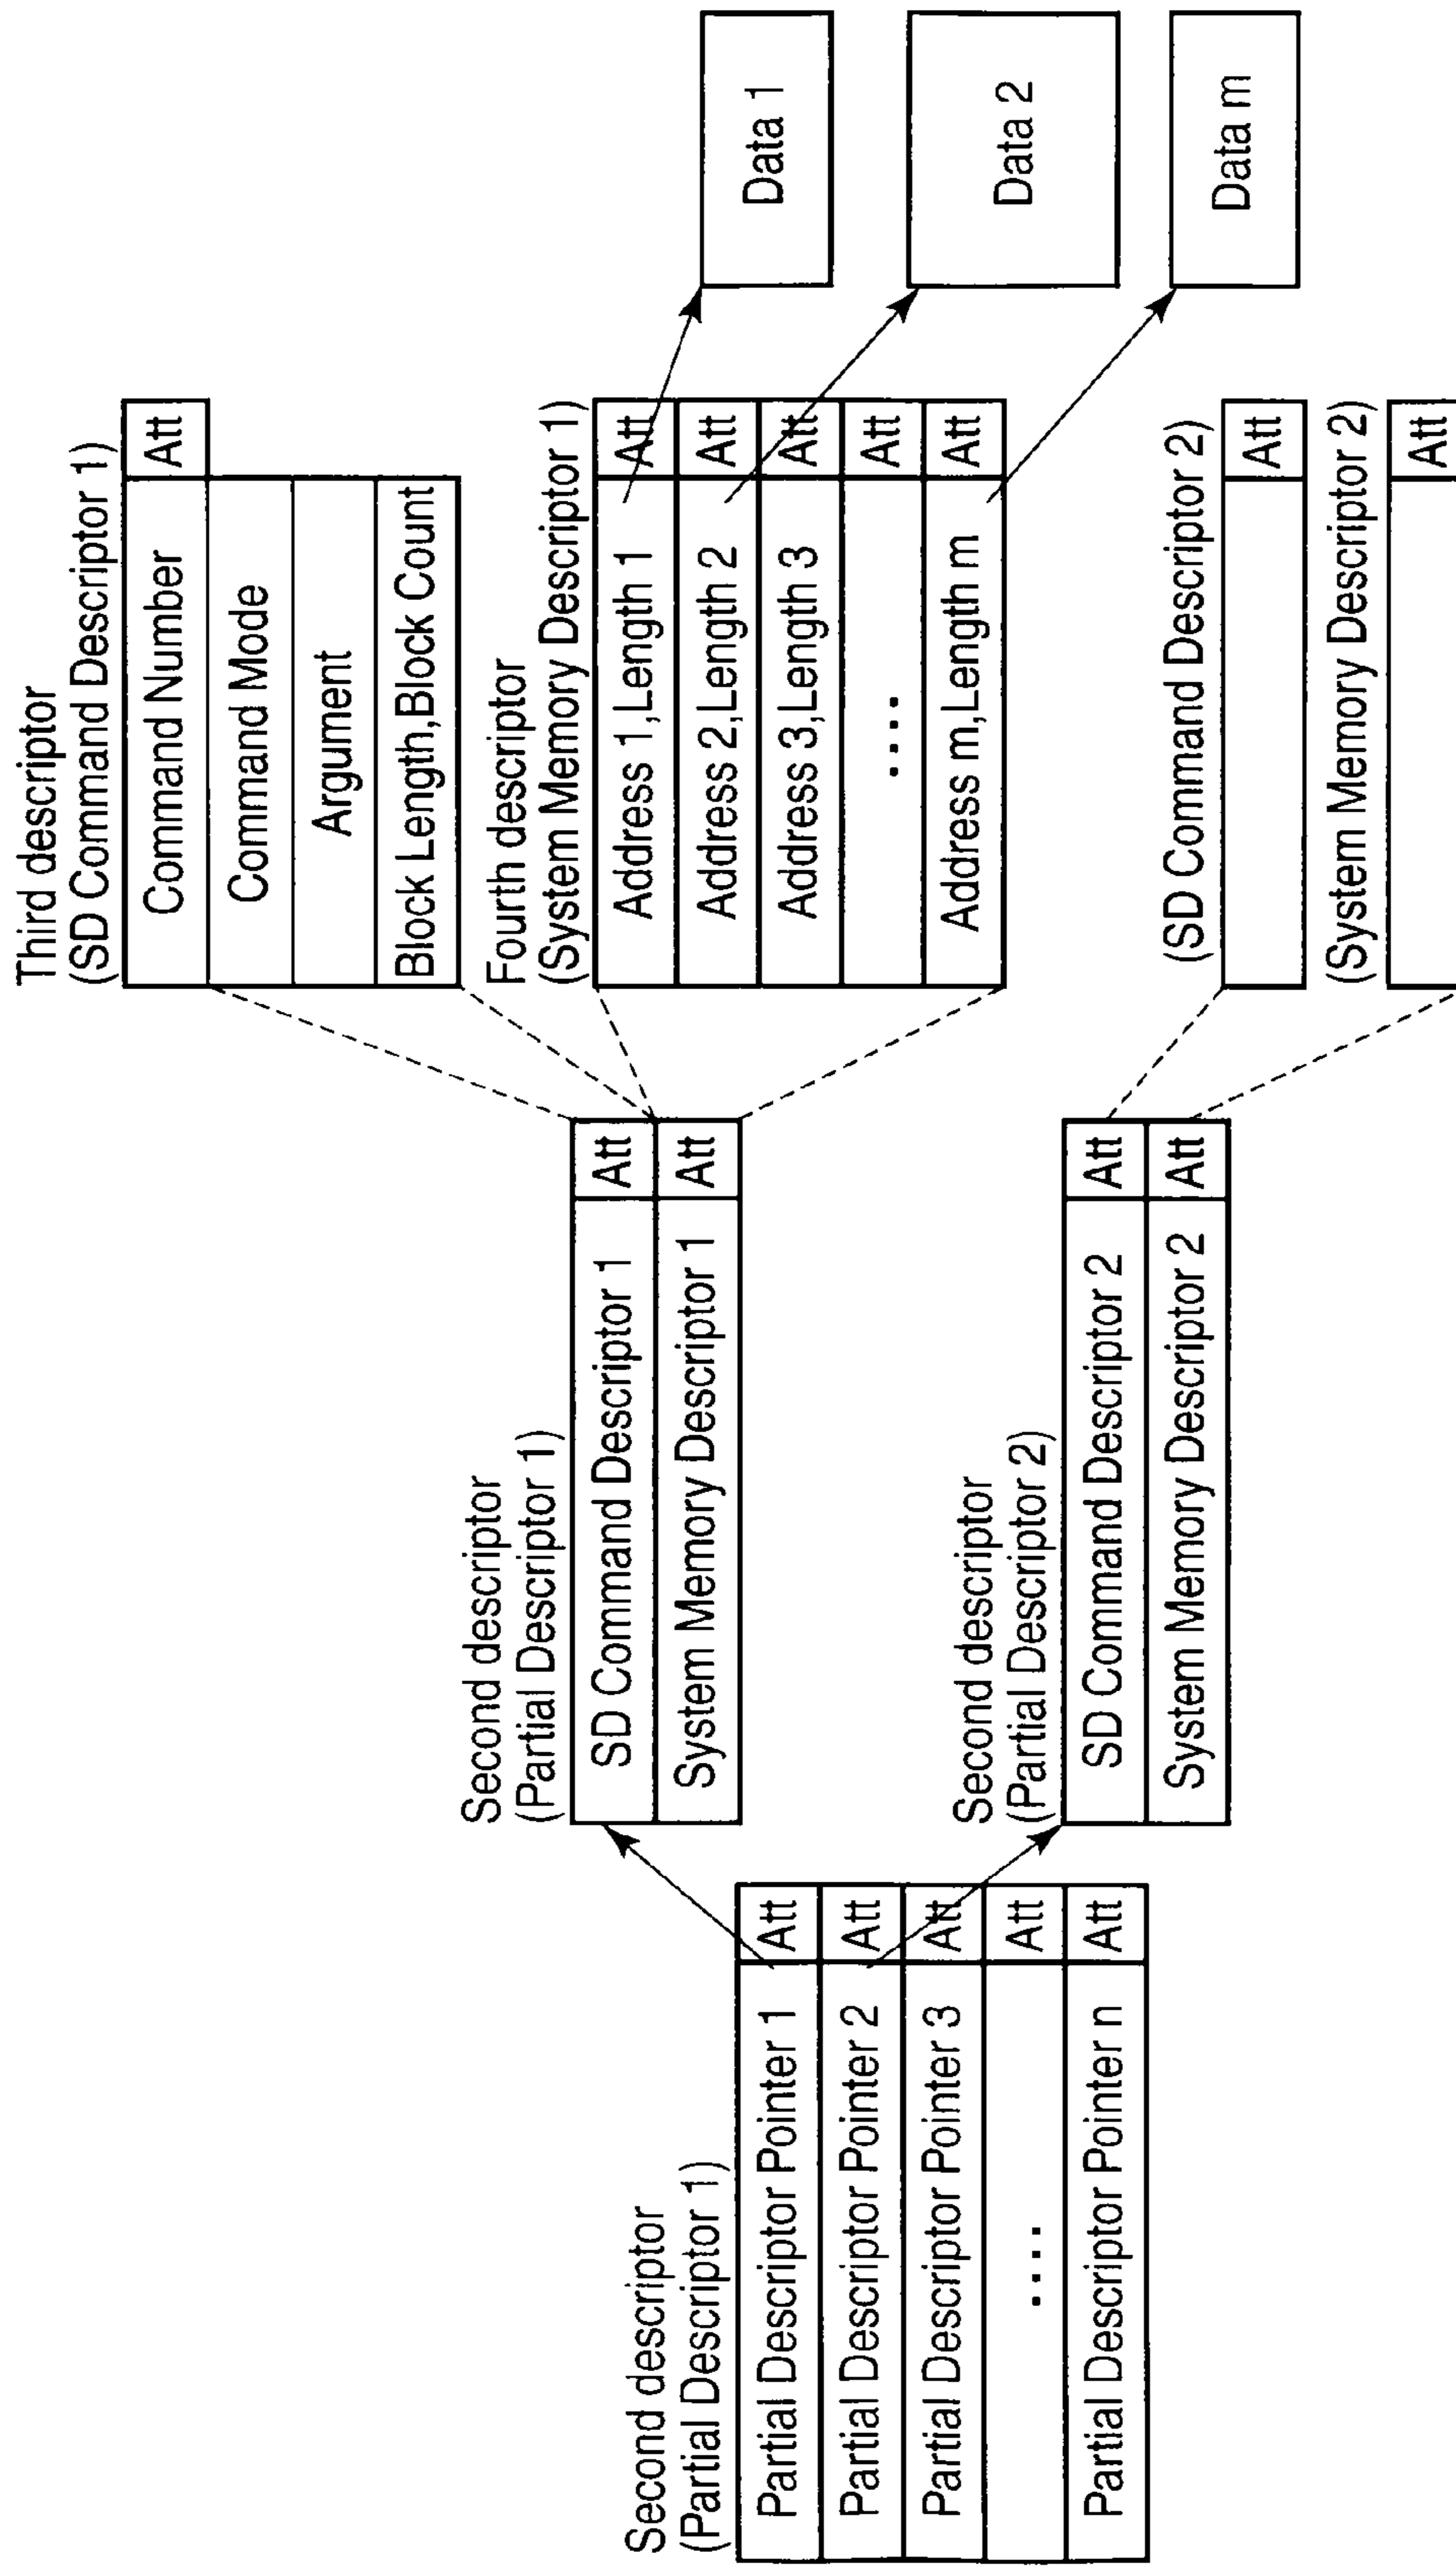 Second descriptor
(Partial Descriptor 1)
Partial Descriptor Pointer 1 Att
Partial Descriptor Pointer 2 Att
Partial Descriptor Pointer 3 Att
.... Att
Partial Descriptor Pointer n Att
Second descriptor
(Partial Descriptor 1)
SD Command Descriptor 1 Att
System Memory Descriptor 1 Att
Second descriptor
(Partial Descriptor 2)
SD Command Descriptor 2 Att
System Memory Descriptor 2 Att
Third descriptor
(SD Command Descriptor 1)
Command Number Att
Command Mode
Argument
Block Length,Block Count
Fourth descriptor
(System Memory Descriptor 1)
Address 1,Length 1 Att
Address 2,Length 2 Att
Address 3,Length 3 Att
.... Att
Address m,Length m Att
(SD Command Descriptor 2)
Att
(System Memory Descriptor 2)
Att
Data 1
Data 2
Data m